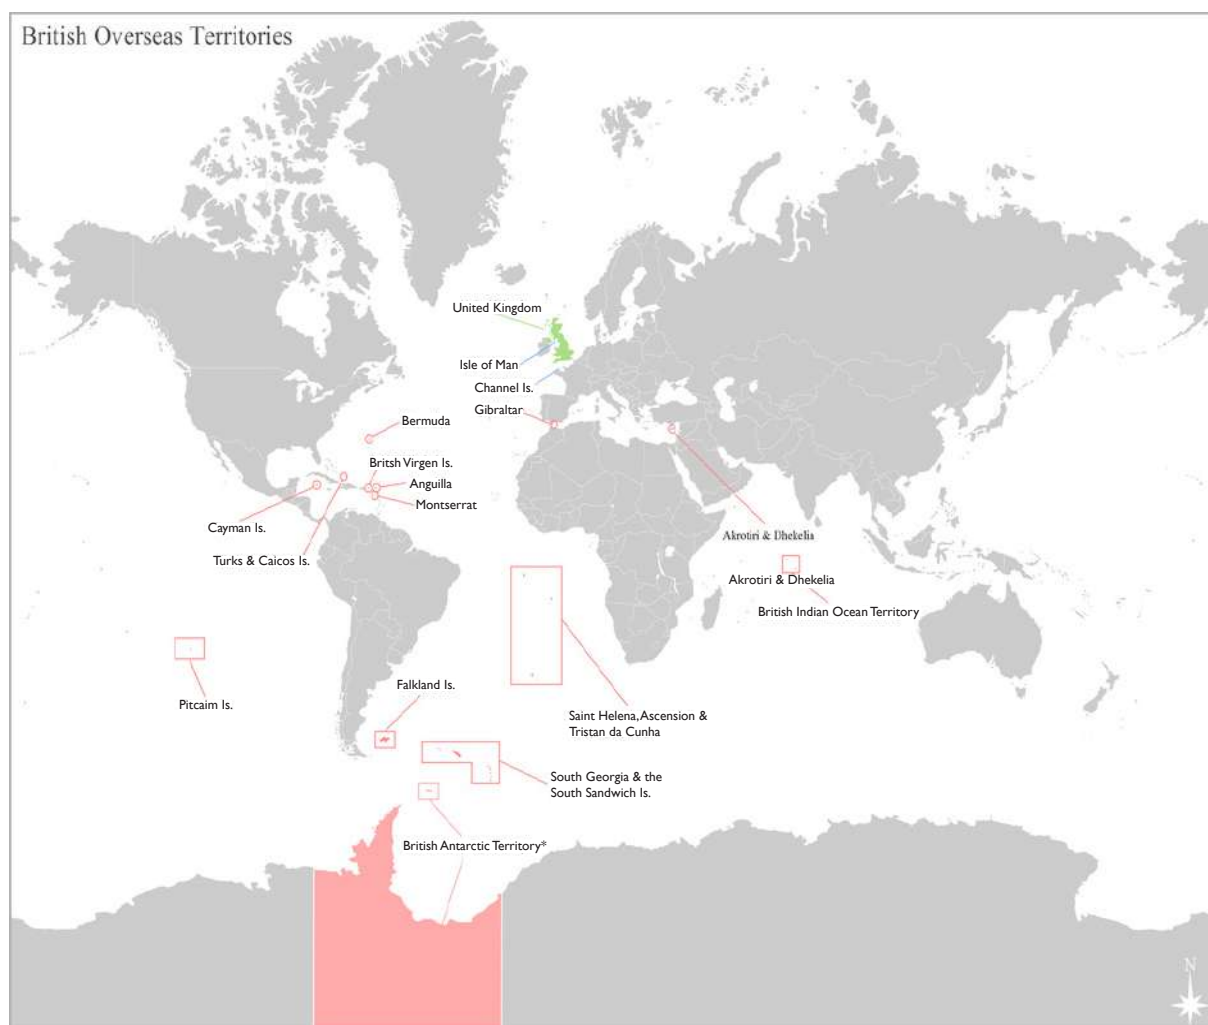 British Overseas Territories
United Kingdom
Isle of Man
Channel Is.
Gibraltar
Bermuda
Britsh Virgen Is.
Anguilla
Montserrat
Cayman Is.
Turks & Caicos Is.
Akrotiri & Dhekelia
Akrotiri & Dhekelia
British Indian Ocean Territory
Pitcaim Is.
Falkland Is.
Saint Helena, Ascension &
Tristan da Cunha
South Georgia & the
South Sandwich Is.
British Antarctic Territory*
N